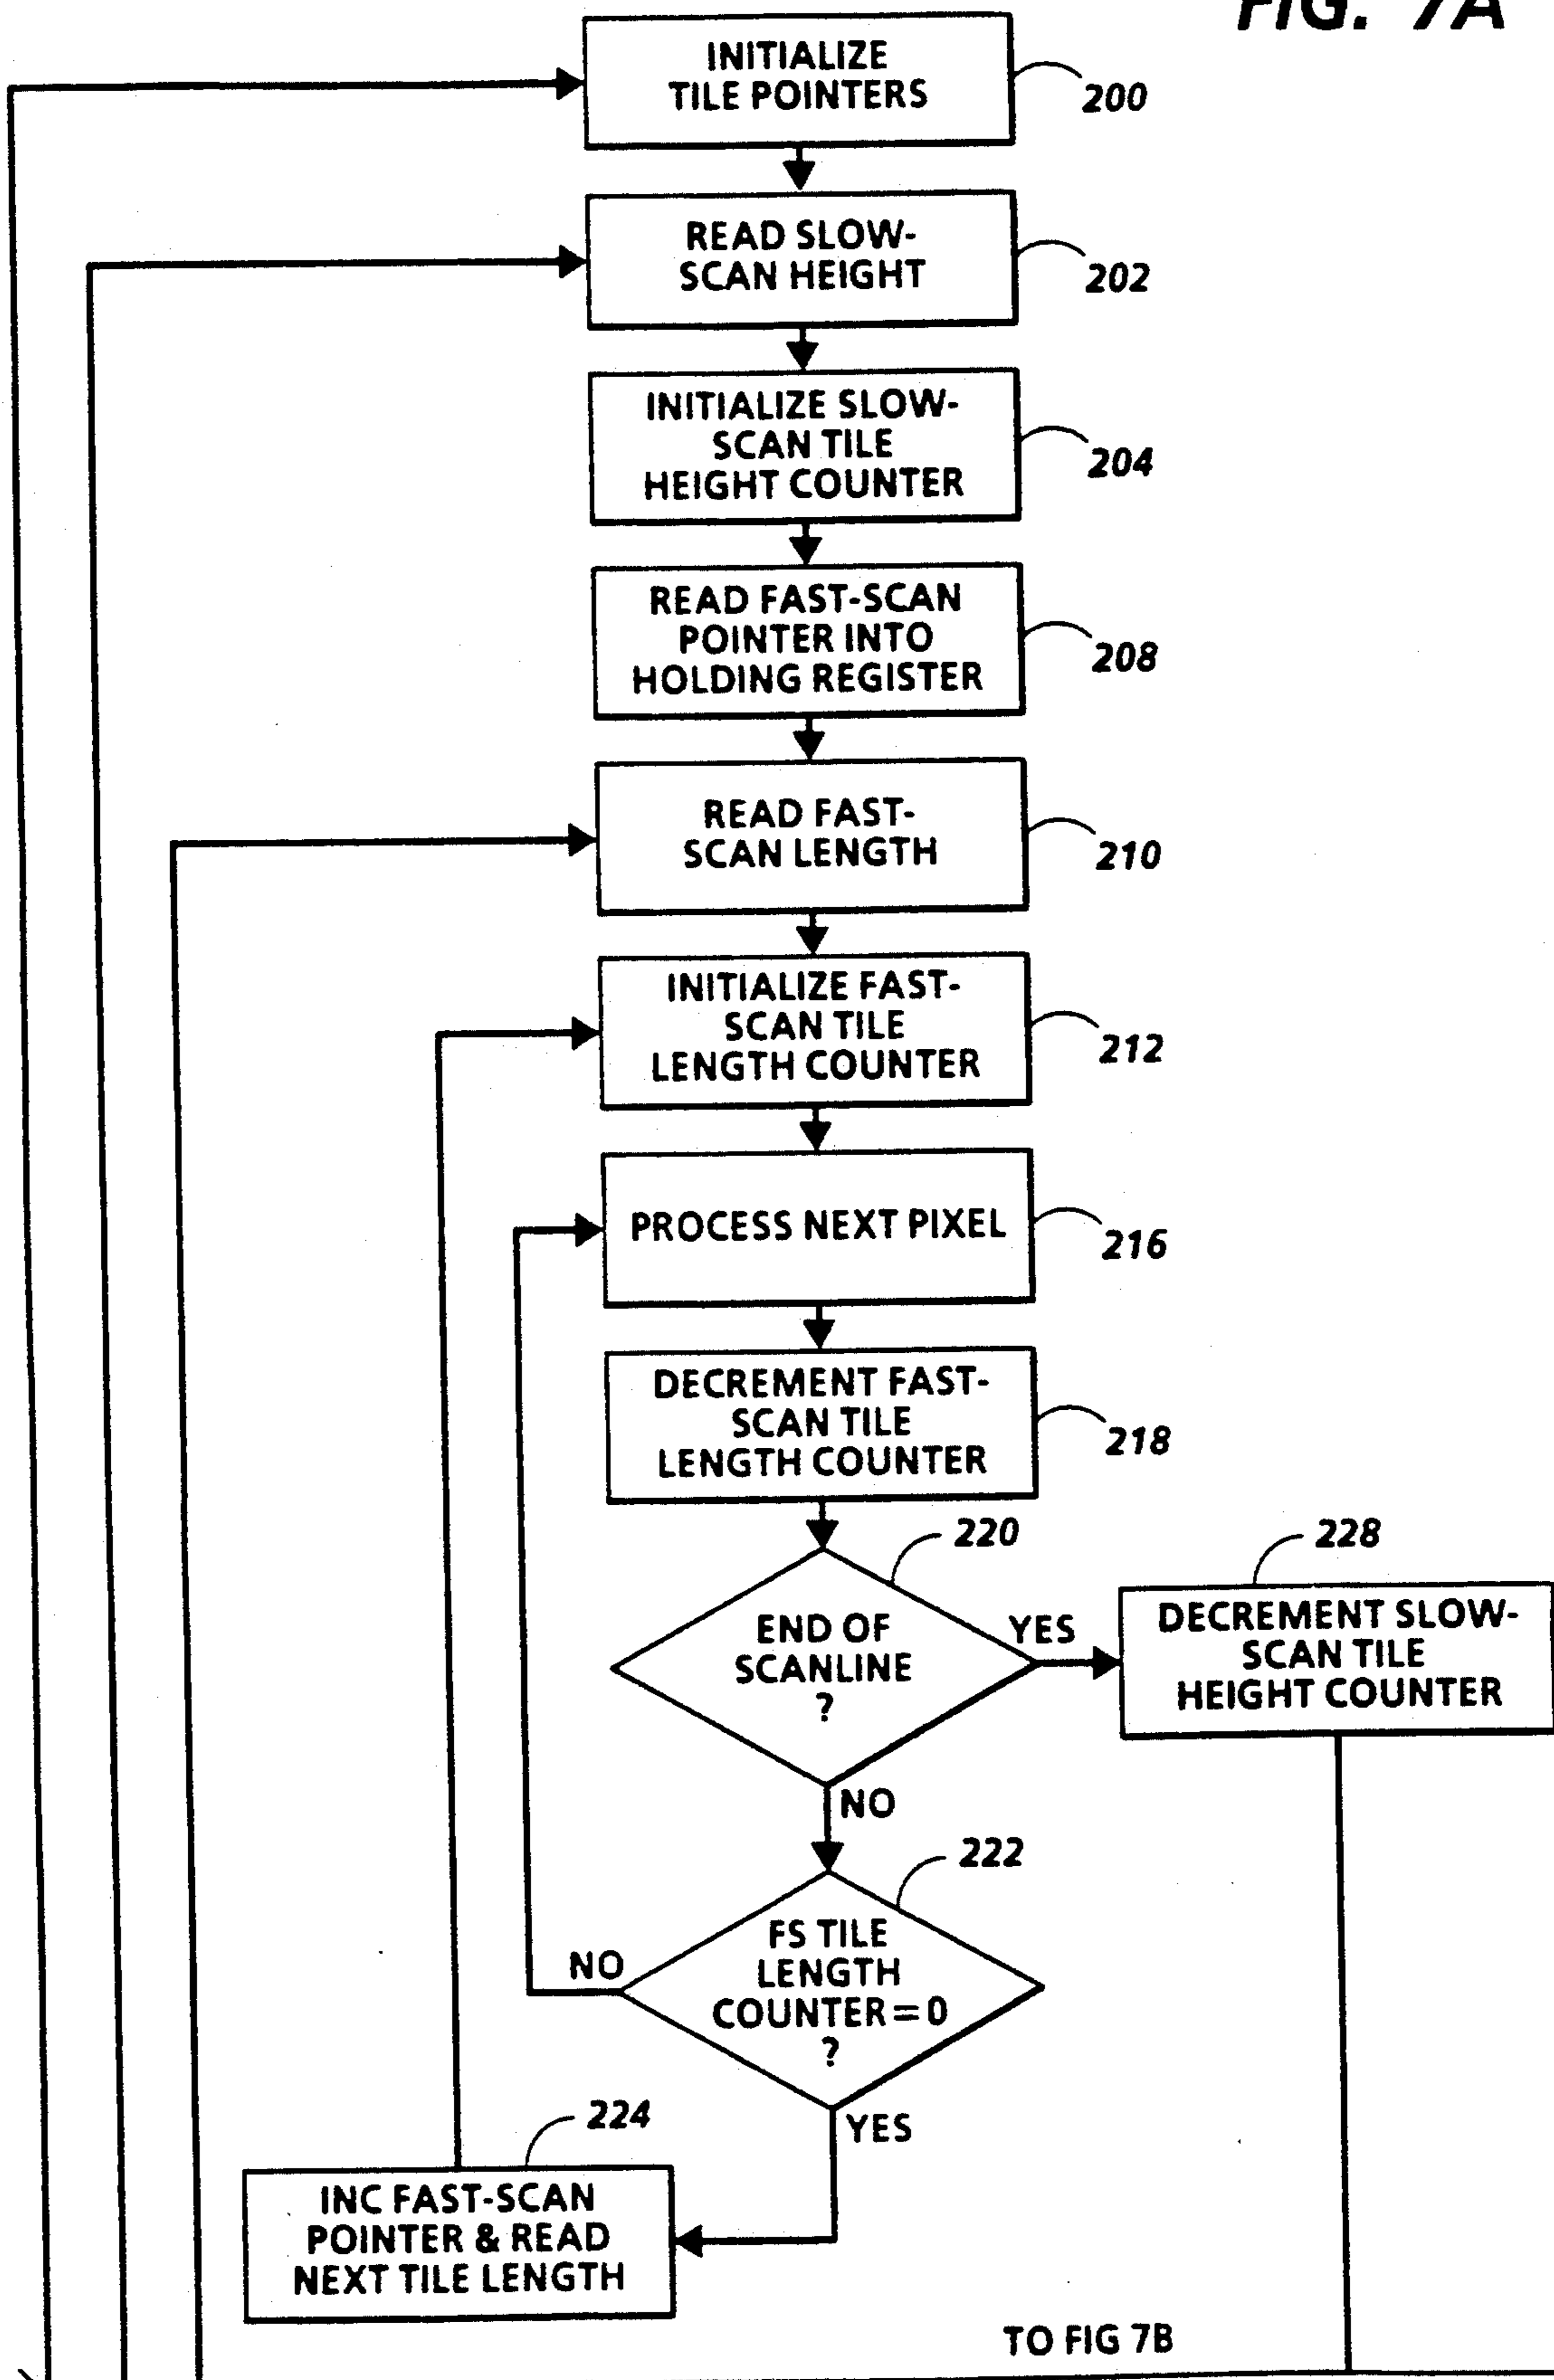 FIG. 7A
INITIALIZE
TILE POINTERS
200
READ SLOW-
SCAN HEIGHT
202
INITIALIZE SLOW-
SCAN TILE
HEIGHT COUNTER
204
READ FAST-SCAN
POINTER INTO
HOLDING REGISTER
208
READ FAST-
SCAN LENGTH
210
INITIALIZE FAST-
SCAN TILE
LENGTH COUNTER
212
PROCESS NEXT PIXEL
216
DECREMENT FAST-
SCAN TILE
LENGTH COUNTER
218
220
END OF
SCANLINE
?
YES
228
DECREMENT SLOW-
SCAN TILE
HEIGHT COUNTER
NO
222
FS TILE
LENGTH
COUNTER = 0
?
NO
YES
224
INC FAST-SCAN
POINTER & READ
NEXT TILE LENGTH
TO FIG 7B